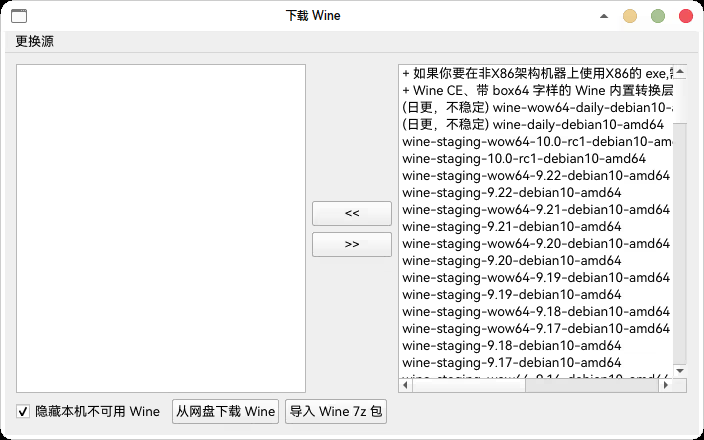 下载 Wine
更换源
+ 如果你要在非X86架构机器上使用X86的 exe,
+ Wine CE、带 box64 字样的 Wine 内置转换层
(日更，不稳定) wine-wow64-daily-debian10-
(日更，不稳定) wine-daily-debian10-amd64
wine-staging-wow64-10.0-rc1-debian10-am
wine-staging-10.0-rc1-debian10-amd64
wine-staging-wow64-9.22-debian10-amd64
wine-staging-9.22-debian10-amd64
wine-staging-wow64-9.21-debian10-amd64
wine-staging-9.21-debian10-amd64
wine-staging-wow64-9.20-debian10-amd64
wine-staging-9.20-debian10-amd64
wine-staging-wow64-9.19-debian10-amd64
wine-staging-9.19-debian10-amd64
wine-staging-wow64-9.18-debian10-amd64
wine-staging-wow64-9.17-debian10-amd64
wine-staging-9.18-debian10-amd64
wine-staging-9.17-debian10-amd64
<<
>>
隐藏本机不可用 Wine
从网盘下载 Wine
导入 Wine 7z 包